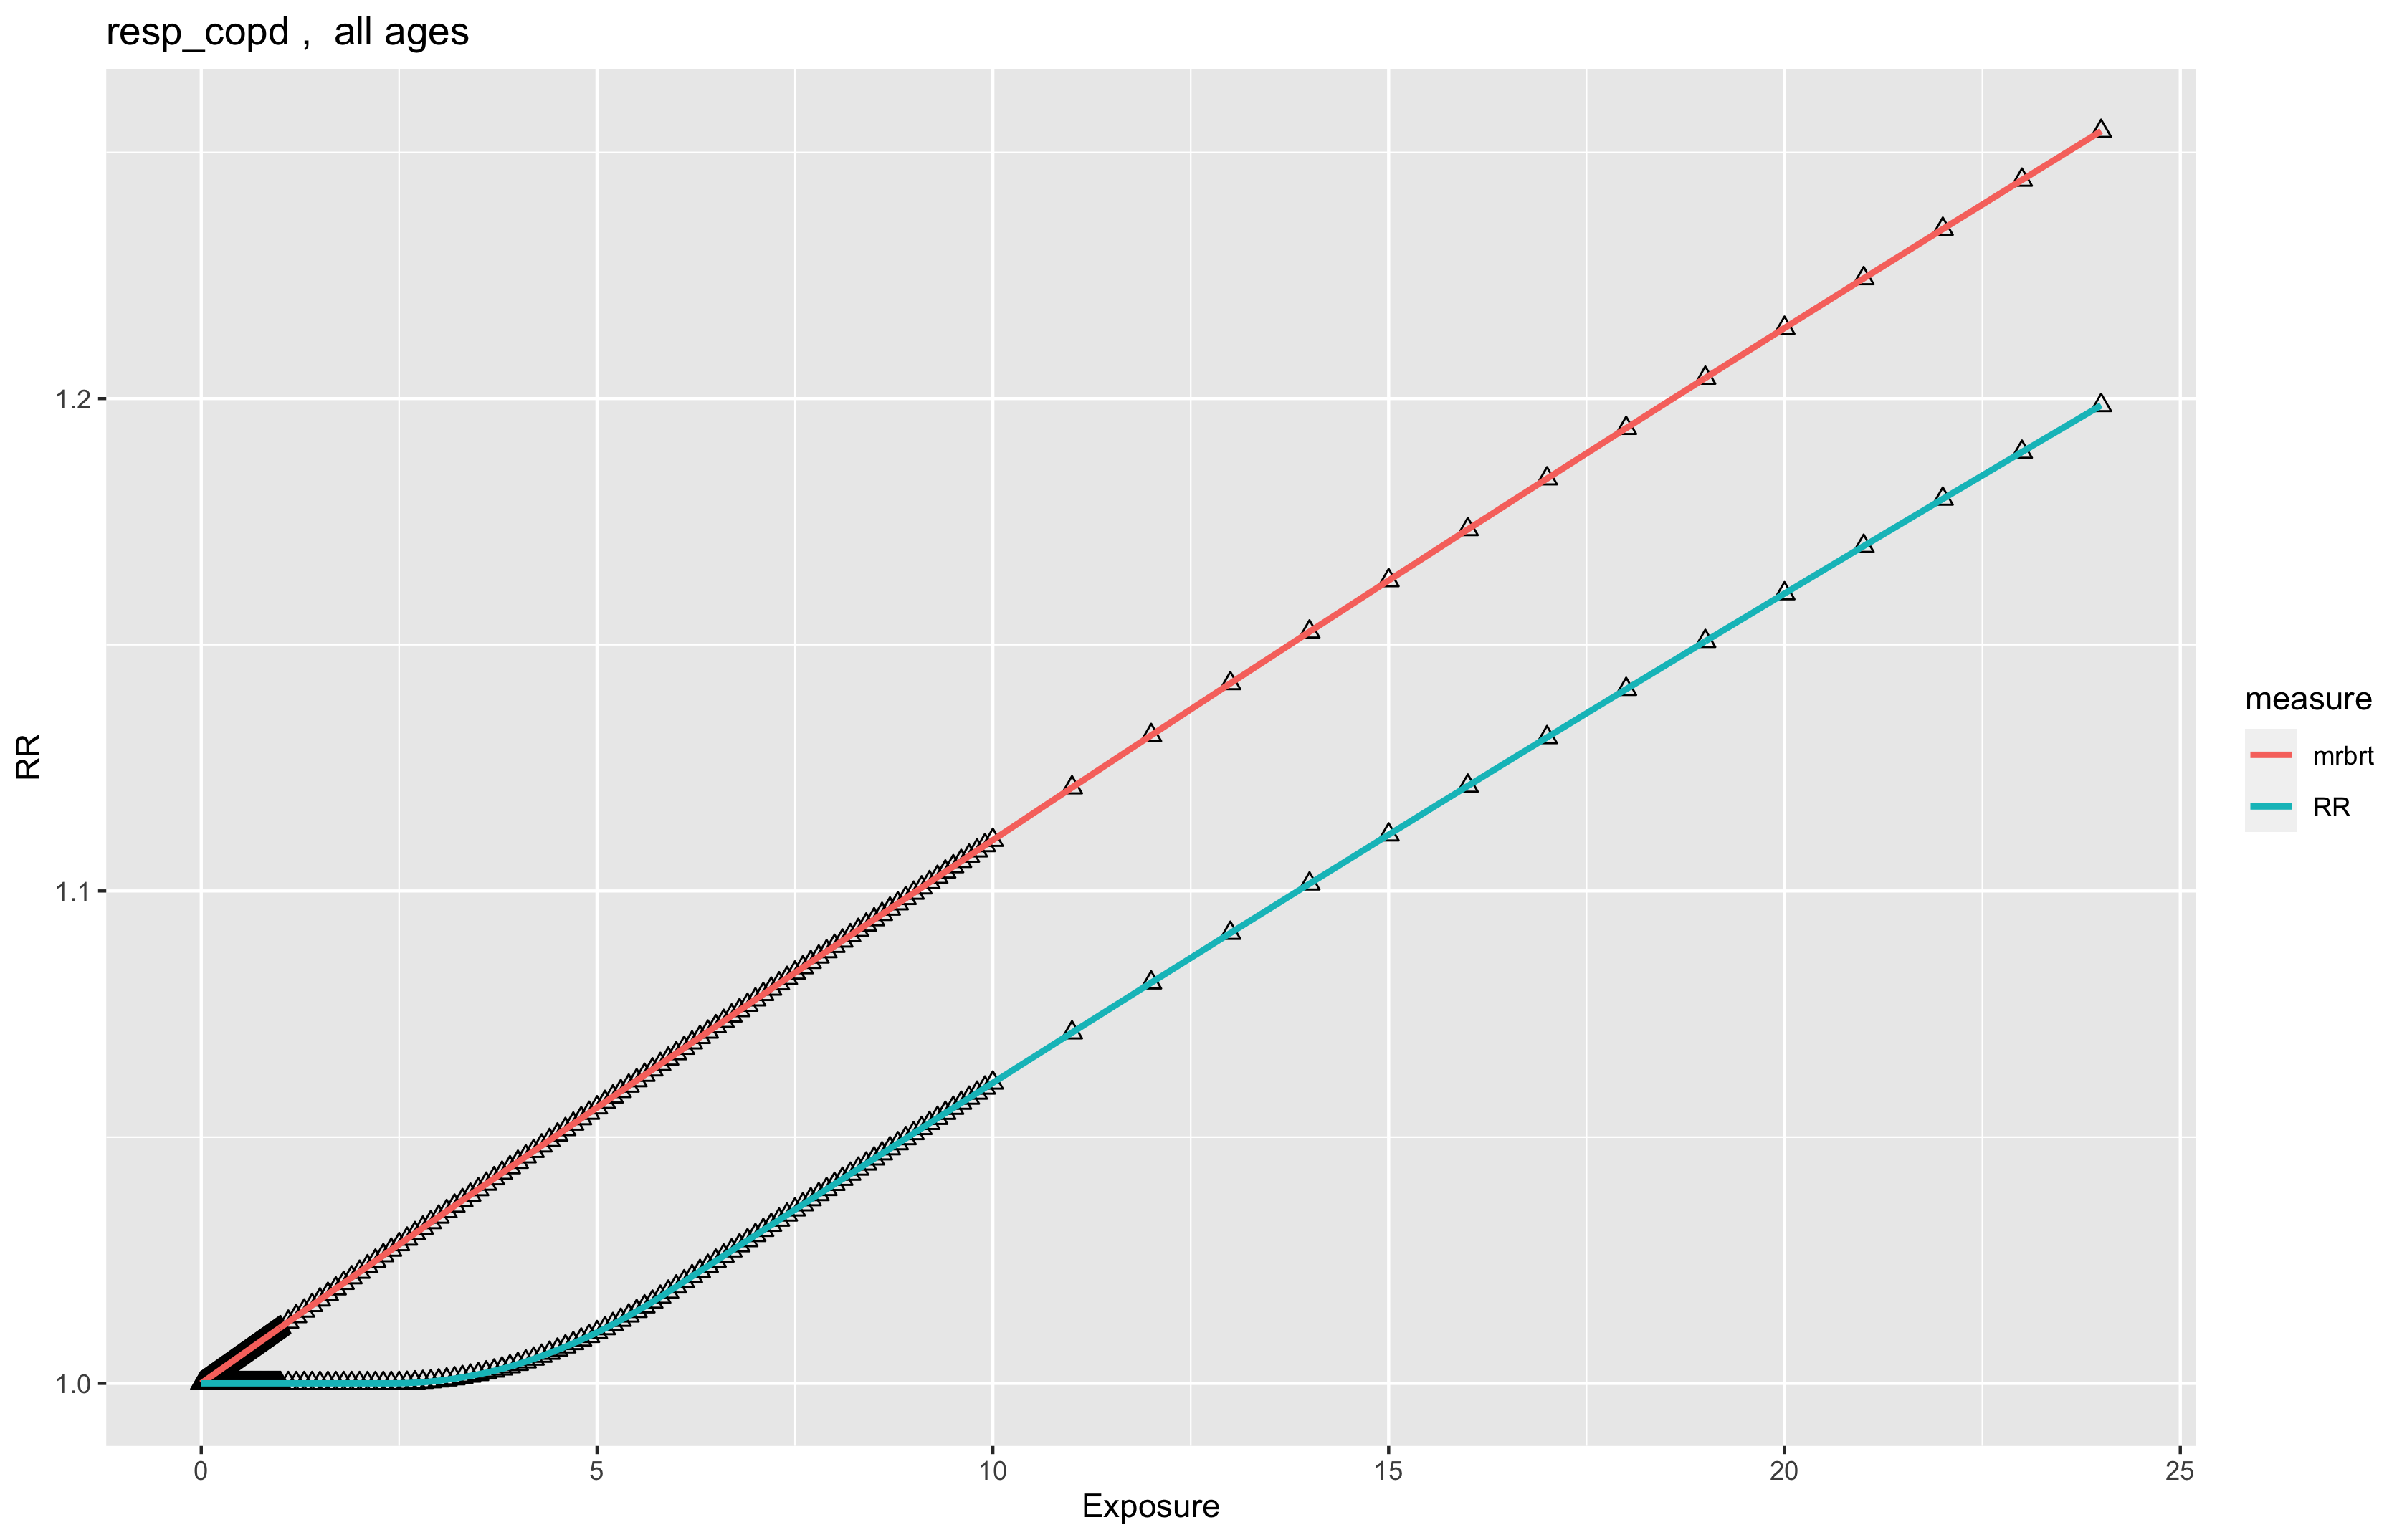 resp_copd ,  all ages
RR
1.2
1.1
1.0
0 5 10 15 20 25
Exposure
measure
mrbrt
RR